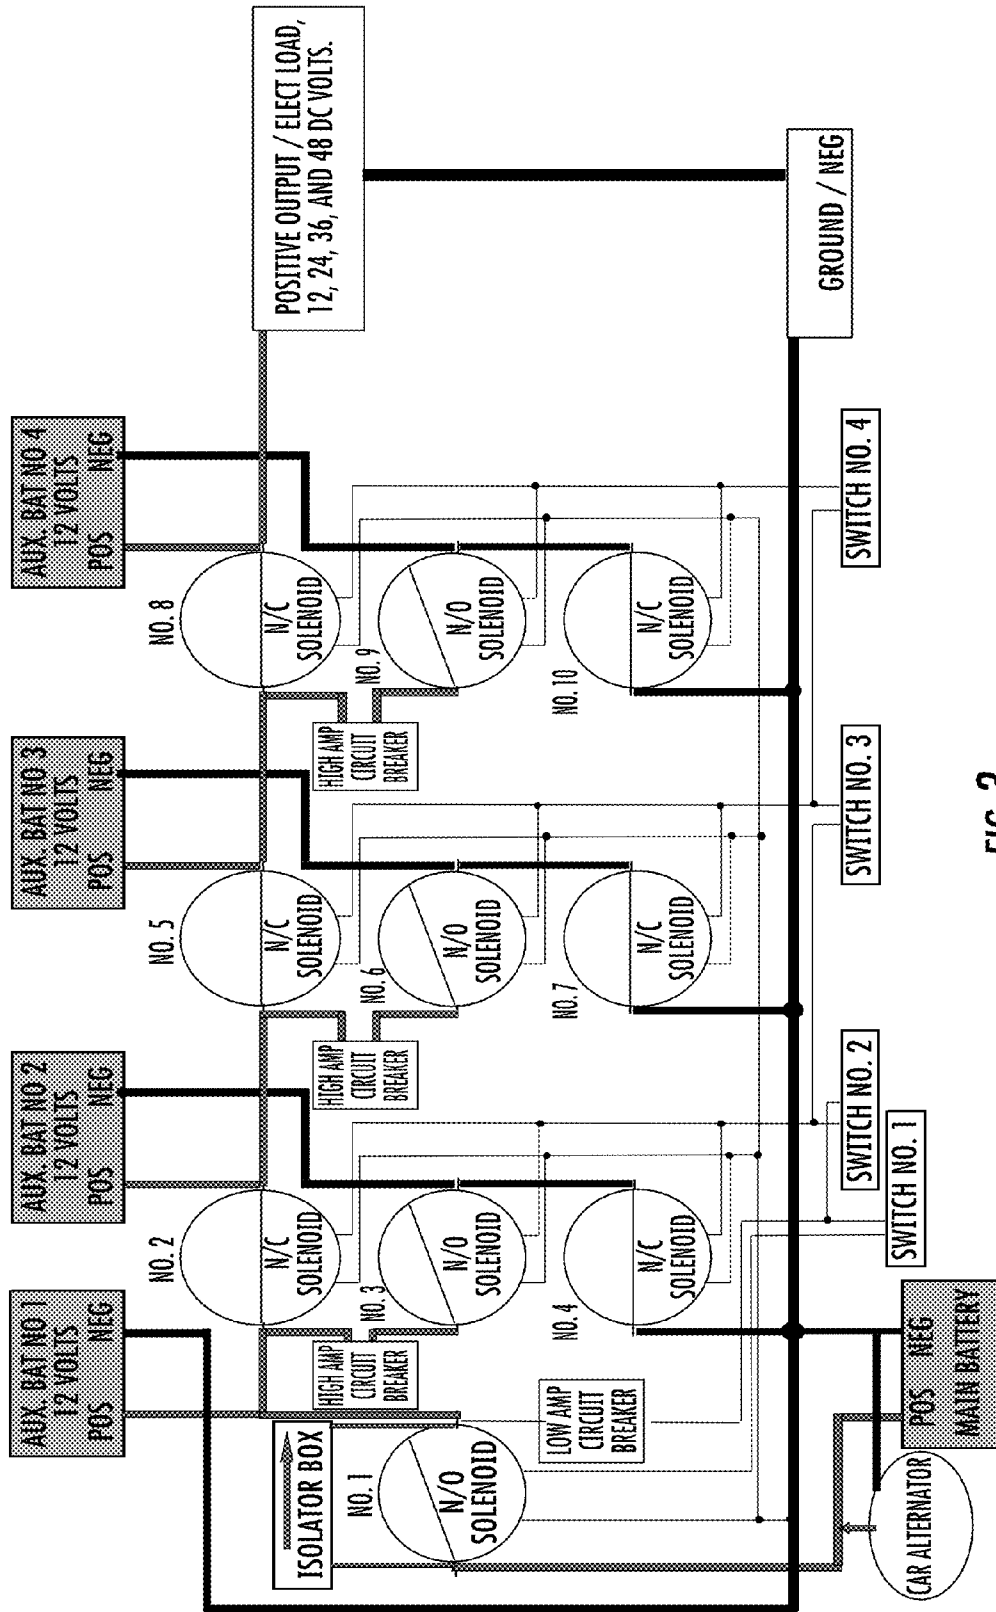 AUX. BAT NO 1
12 VOLTS
POS NEG
AUX. BAT NO 2
12 VOLTS
POS NEG
AUX. BAT NO 3
12 VOLTS
POS NEG
AUX. BAT NO 4
12 VOLTS
POS NEG
NO. 2
N/C
SOLENOID
NO. 5
N/C
SOLENOID
NO. 8
N/C
SOLENOID
POSITIVE OUTPUT / ELECT LOAD,
12, 24, 36, AND 48 DC VOLTS.
ISOLATOR BOX
HIGH AMP
CIRCUIT
BREAKER
HIGH AMP
CIRCUIT
BREAKER
HIGH AMP
CIRCUIT
BREAKER
NO. 1
N/O
SOLENOID
NO. 3
N/O
SOLENOID
NO. 6
N/O
SOLENOID
NO. 9
N/O
SOLENOID
LOW AMP
CIRCUIT
BREAKER
NO. 4
N/C
SOLENOID
NO. 7
N/C
SOLENOID
NO. 10
N/C
SOLENOID
GROUND / NEG
SWITCH NO. 2
SWITCH NO. 3
SWITCH NO. 4
SWITCH NO. 1
CAR ALTERNATOR
POS NEG
MAIN BATTERY